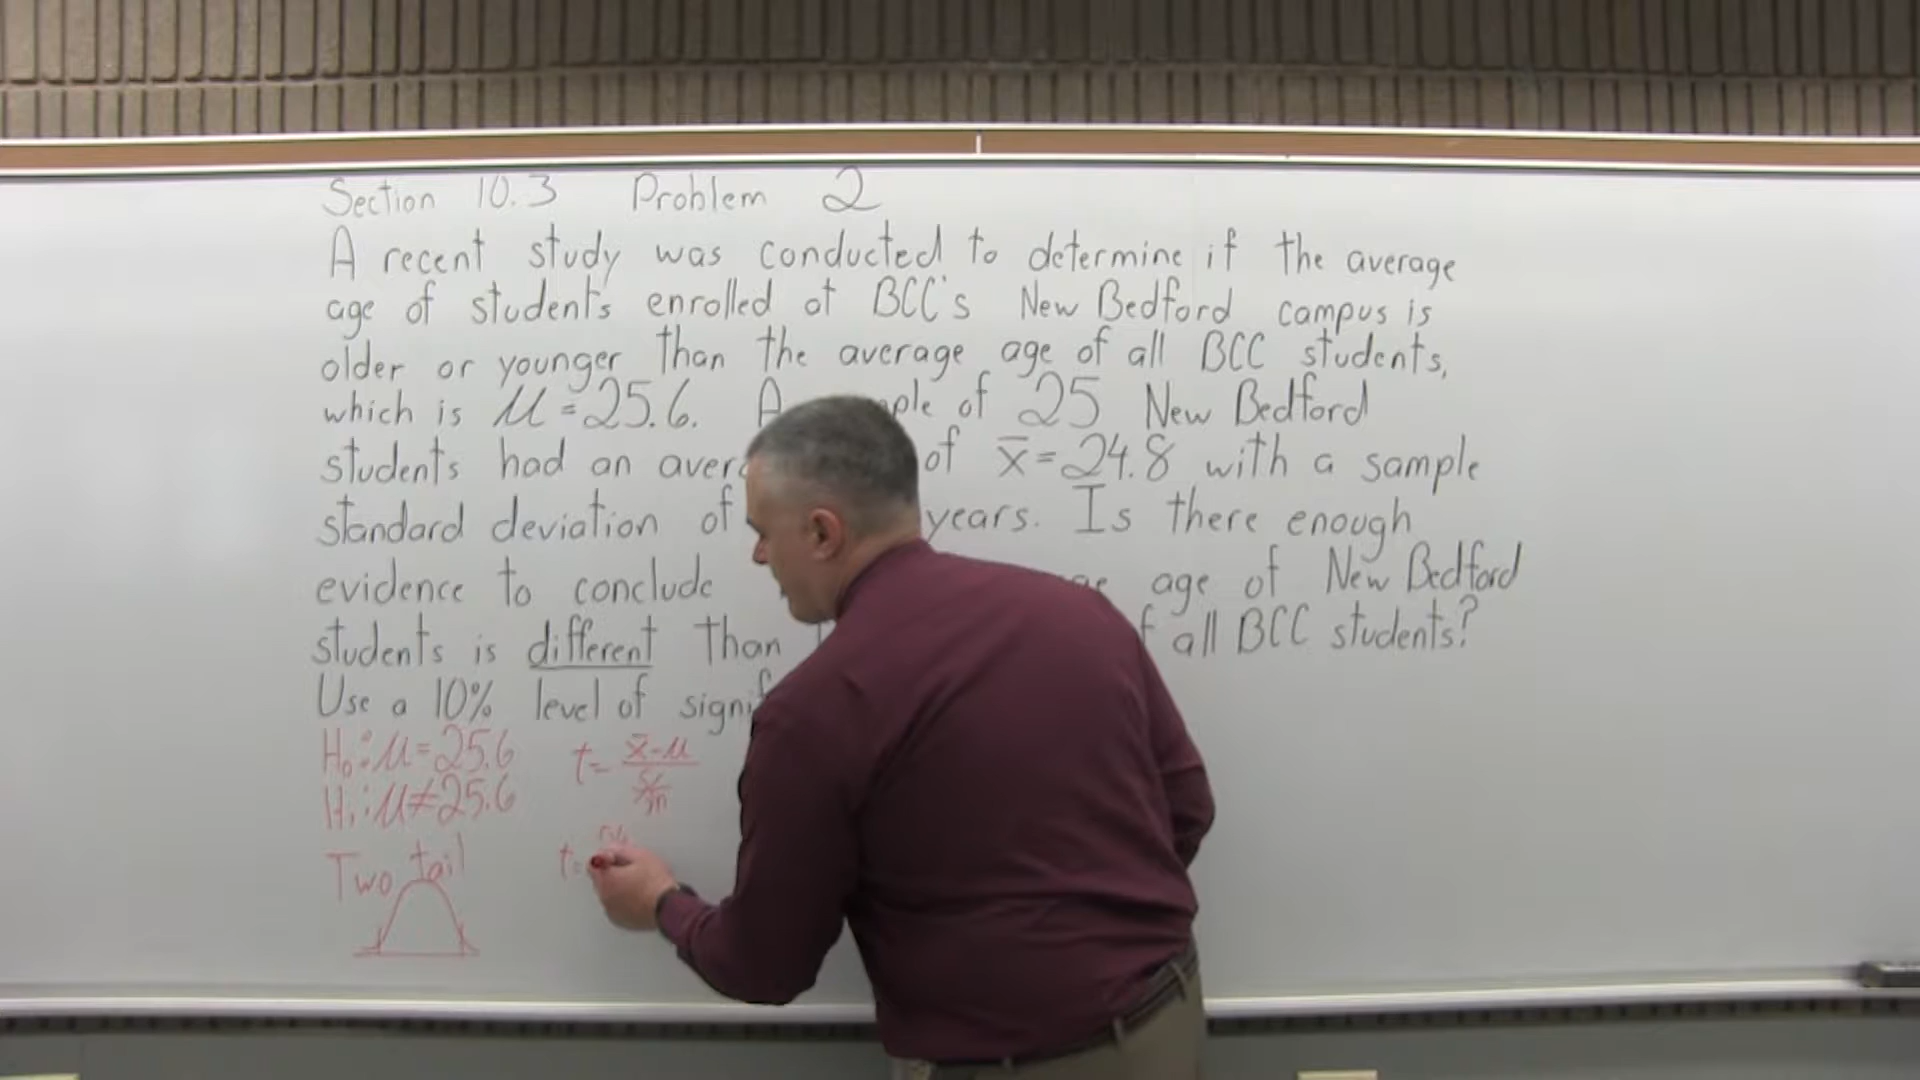 Section 10.3 Problem 2
A recent study was conducted to determine if the average
age of students enrolled at BCC's New Bedford campus is
older or younger than the average age of all BCC students,
which is μ = 25.6. A of 25 New Bedford
students had an of x̄ = 24.8 with a sample
standard deviation of years. Is there enough
evidence to conclude age of New Bedford
students is different than all BCC students?
Use a 10% level of
H₀: μ = 25.6
H₁: μ ≠ 25.6
t = (x̄ - μ) / (s/√n)
Two tail
t =